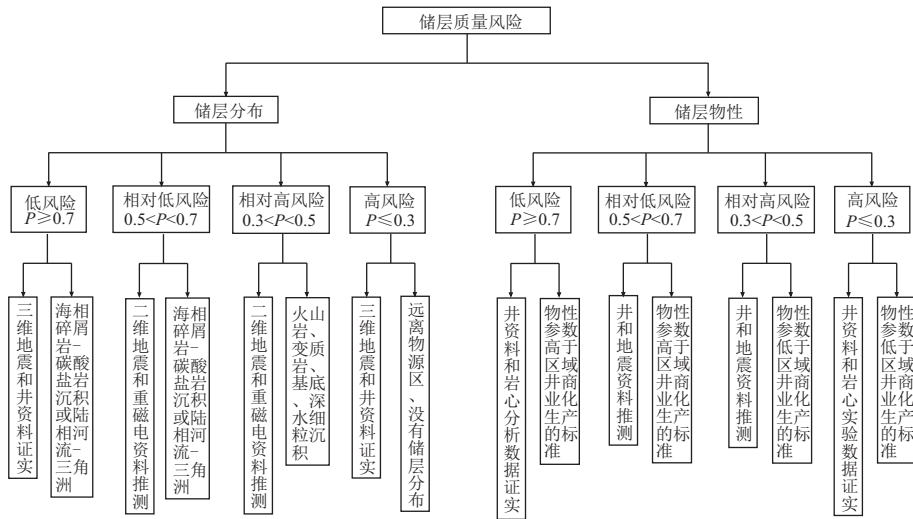 储层质量风险
储层分布
储层物性
低风险
P≥0.7
相对低风险
0.5<P<0.7
相对高风险
0.3<P<0.5
高风险
P≤0.3
低风险
P≥0.7
相对低风险
0.5<P<0.7
相对高风险
0.3<P<0.5
高风险
P≤0.3
三维地震和井资料证实
海相碎屑岩-碳酸盐岩沉积或陆相河流-三角洲
二维地震和重磁电资料推测
海相碎屑岩-碳酸盐岩沉积或陆相河流-三角洲
二维地震和重磁电资料推测
火山岩、变质岩、基底、深水细粒沉积
三维地震和井资料证实
远离物源区、没有储层分布
井资料和岩心分析数据证实
物性参数高于区域井商业化生产的标准
井和地震资料推测
物性参数高于区域井商业化生产的标准
井和地震资料推测
物性参数低于区域井商业化生产的标准
井资料和岩心实验数据证实
物性参数低于区域井商业化生产的标准